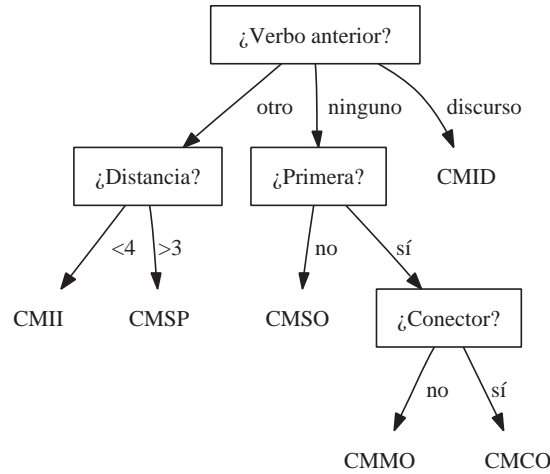 ¿Verbo anterior?
otro
ninguno
discurso
¿Distancia?
¿Primera?
CMID
<4
>3
no
sí
CMII
CMSP
CMSO
¿Conector?
no
sí
CMMO
CMCO